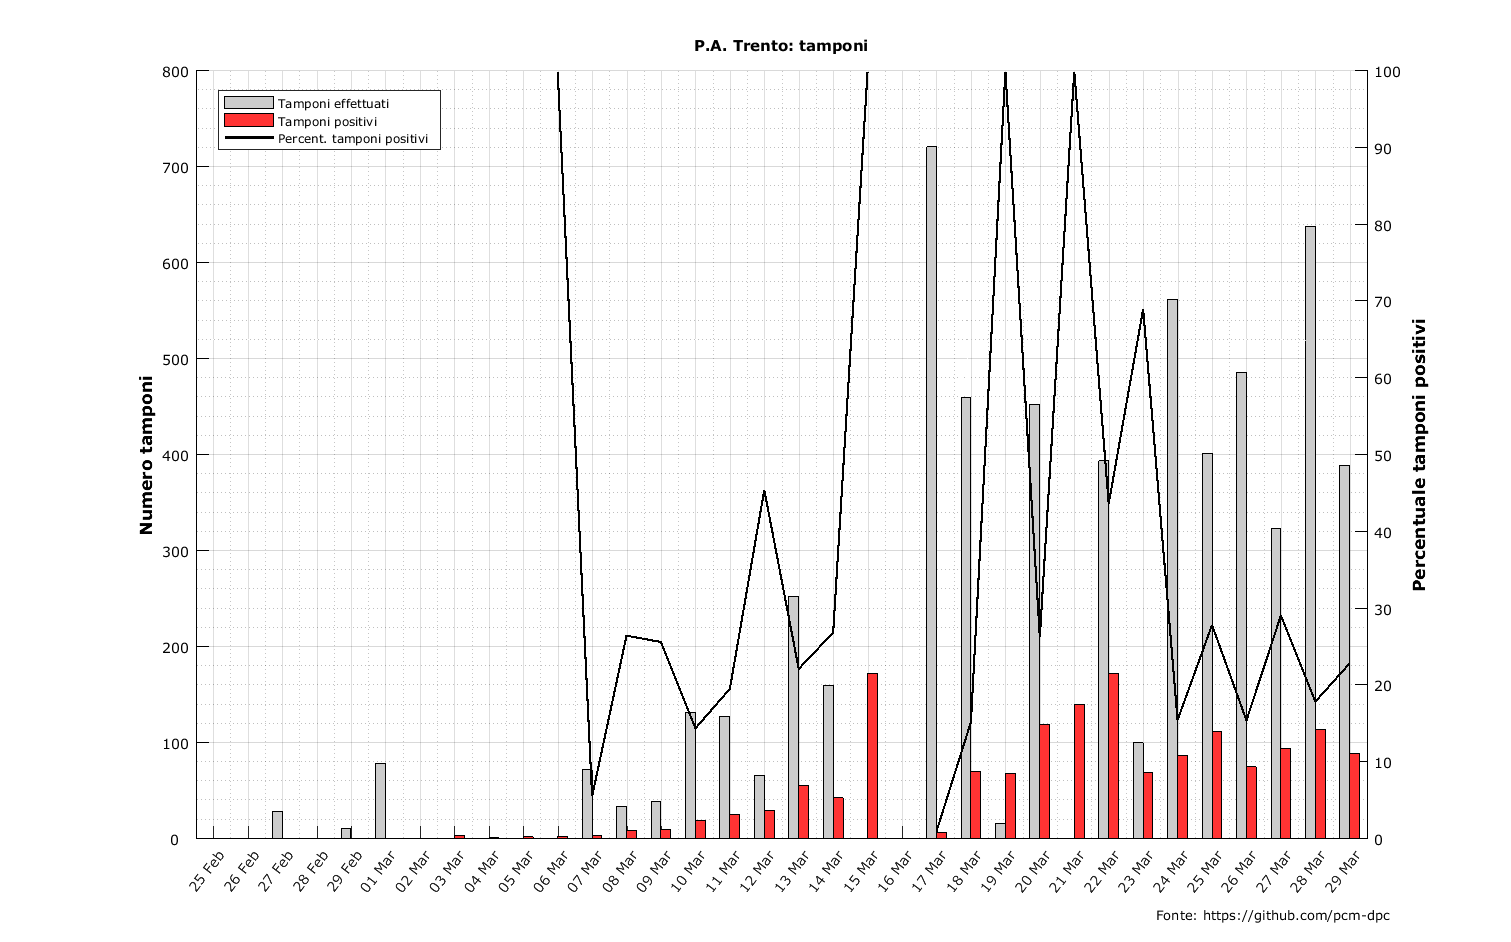 P.A. Trento: tamponi
Tamponi effettuati
Tamponi positivi
Percent. tamponi positivi
Numero tamponi
800
700
600
500
400
300
200
100
0
100
90
80
70
60
50
40
30
20
10
0
Percentuale tamponi positivi
25 Feb
26 Feb
27 Feb
28 Feb
29 Feb
01 Mar
02 Mar
03 Mar
04 Mar
05 Mar
06 Mar
07 Mar
08 Mar
09 Mar
10 Mar
11 Mar
12 Mar
13 Mar
14 Mar
15 Mar
16 Mar
17 Mar
18 Mar
19 Mar
20 Mar
21 Mar
22 Mar
23 Mar
24 Mar
25 Mar
26 Mar
27 Mar
28 Mar
29 Mar
Fonte: https://github.com/pcm-dpc